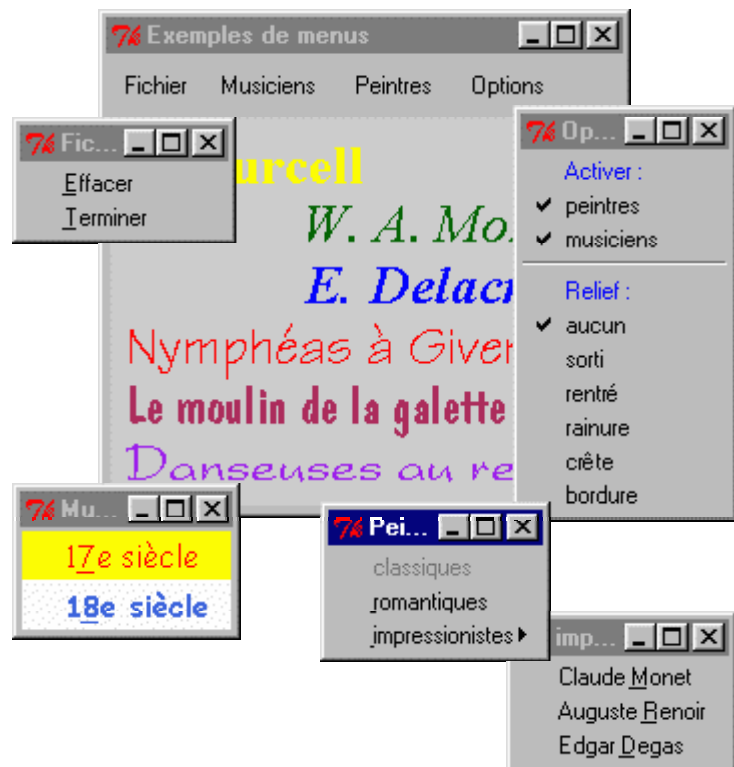 Exemples de menus
Fichier Musiciens Peintres Options
Fic...
Effacer
Terminer
Op...
Activer :
peintres
musiciens
Relief :
aucun
sorti
rentré
rainure
crête
bordure
urcell
W. A. Mo
E. Delac
Nymphéas à Giver
Le moulin de la galette
Danseuses au re
Mu...
17e siècle
18e siècle
Pei...
classiques
romantiques
impressionistes
imp...
Claude Monet
Auguste Renoir
Edgar Degas